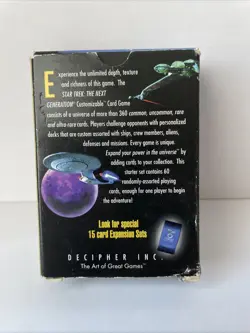 Experience the unlimited depth, texture
and richness of this game. The
STAR TREK: THE NEXT
GENERATION™ Customizable™ Card Game
consists of a universe of more than 360 common, uncommon, rare
and ultra-rare cards. Players challenge opponents with personalized
decks that are custom assorted with ships, crew members, aliens,
defenses and missions. Every game is unique.
Expand your power in the universe™ by
adding cards to your collection. This
starter set contains 60
randomly-assorted playing
cards, enough for one player to begin
the adventure!
Look for special
15 card Expansion Sets
DECIPHER INC.
The Art of Great Games™